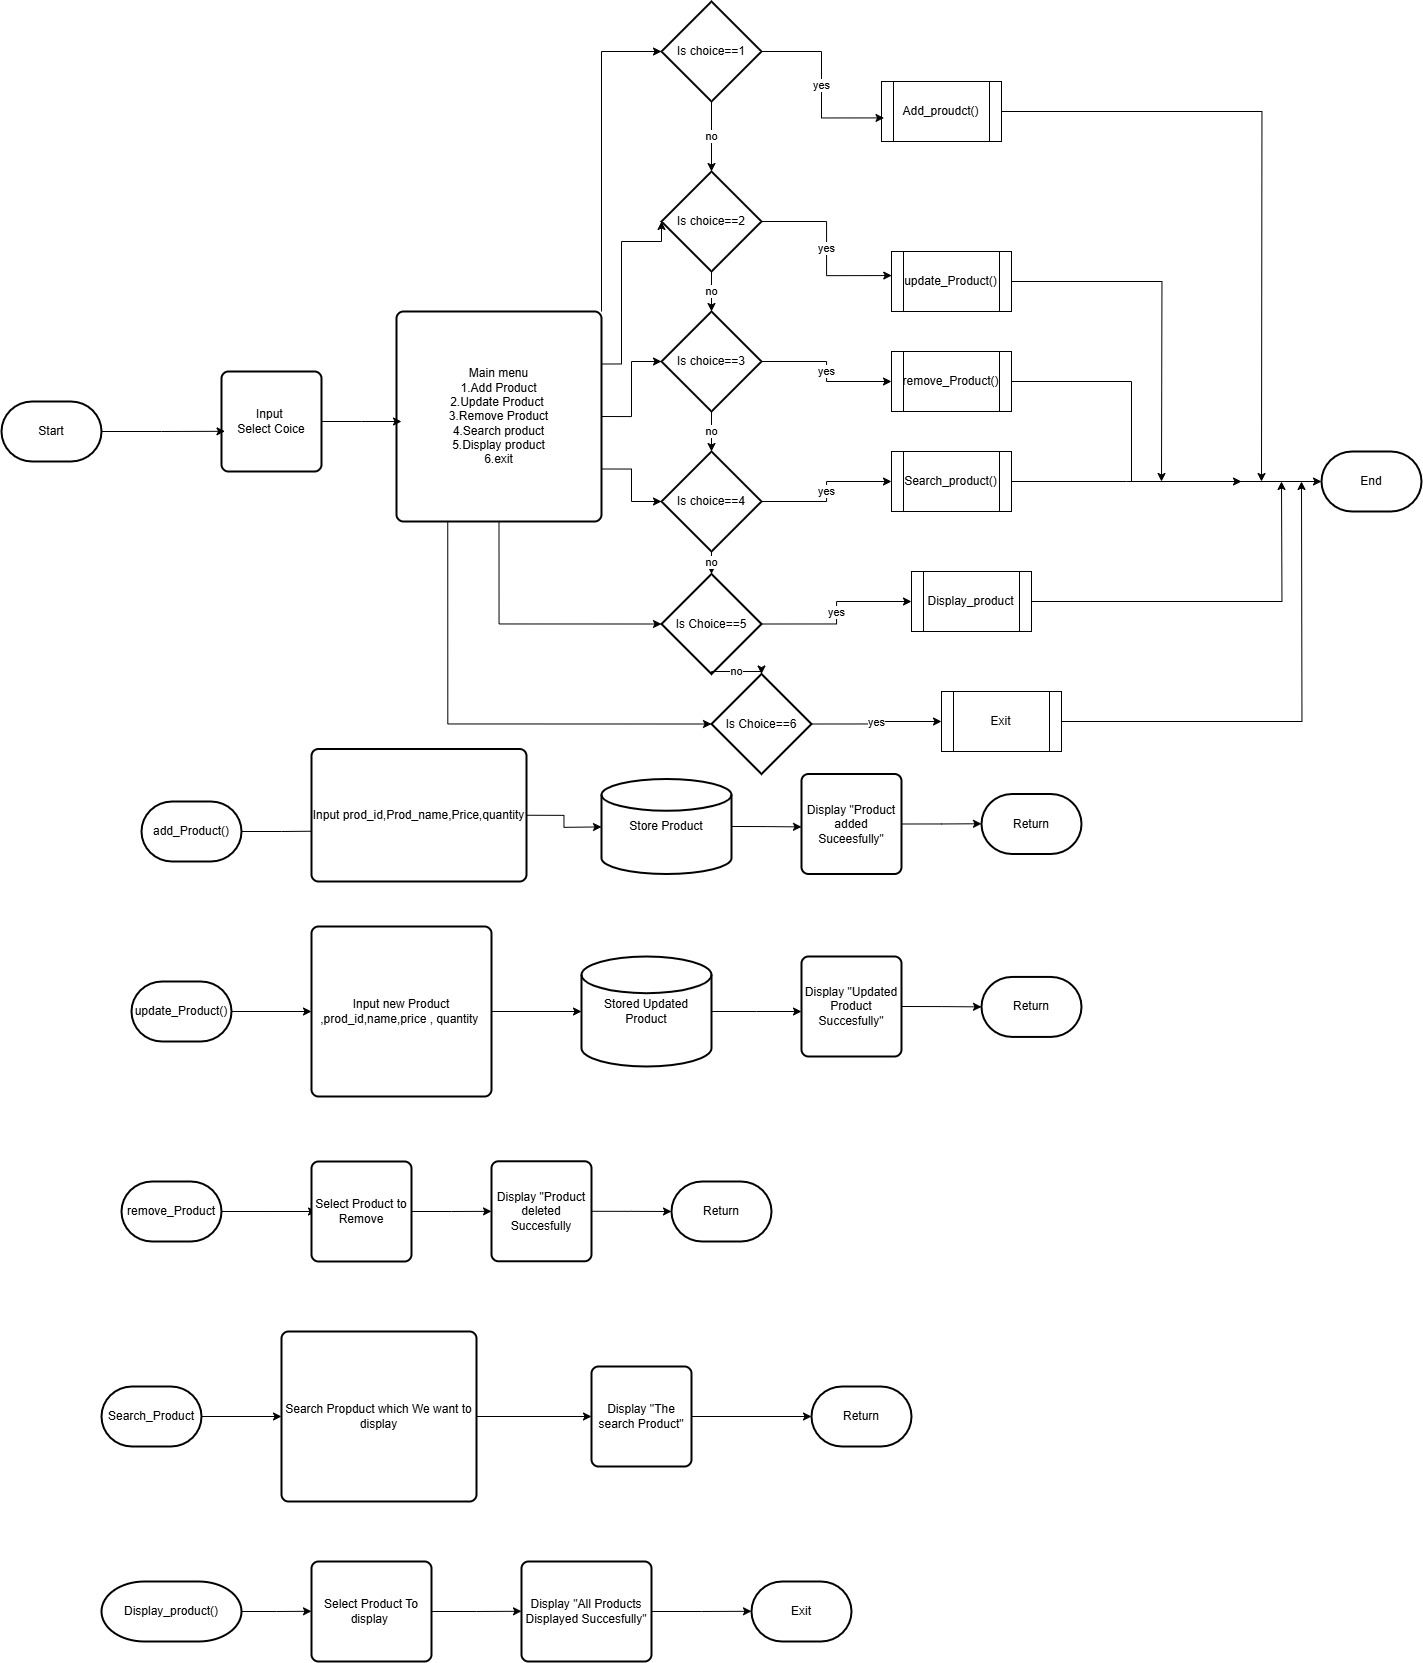 Is choice==1
yes
Add_proudct()
no
Is choice==2
yes
update_Product()
no
Is choice==3
yes
remove_Product()
Main menu
1.Add Product
2.Update Product
3.Remove Product
4.Search product
5.Display product
6.exit
Start
Input
Select Coice
no
Is choice==4
yes
Search_product()
End
no
Is Choice==5
yes
Display_product
no
Is Choice==6
yes
Exit
add_Product()
Input prod_id,Prod_name,Price,quantity
Store Product
Display "Product
added
Suceesfully"
Return
update_Product()
Input new Product
,prod_id,name,price , quantity
Stored Updated
Product
Display "Updated
Product
Succesfully"
Return
remove_Product
Select Product to
Remove
Display "Product
deleted
Succesfully
Return
Search_Product
Search Propduct which We want to
display
Display "The
search Product"
Return
Display_product()
Select Product To
display
Display "All Products
Displayed Succesfully"
Exit